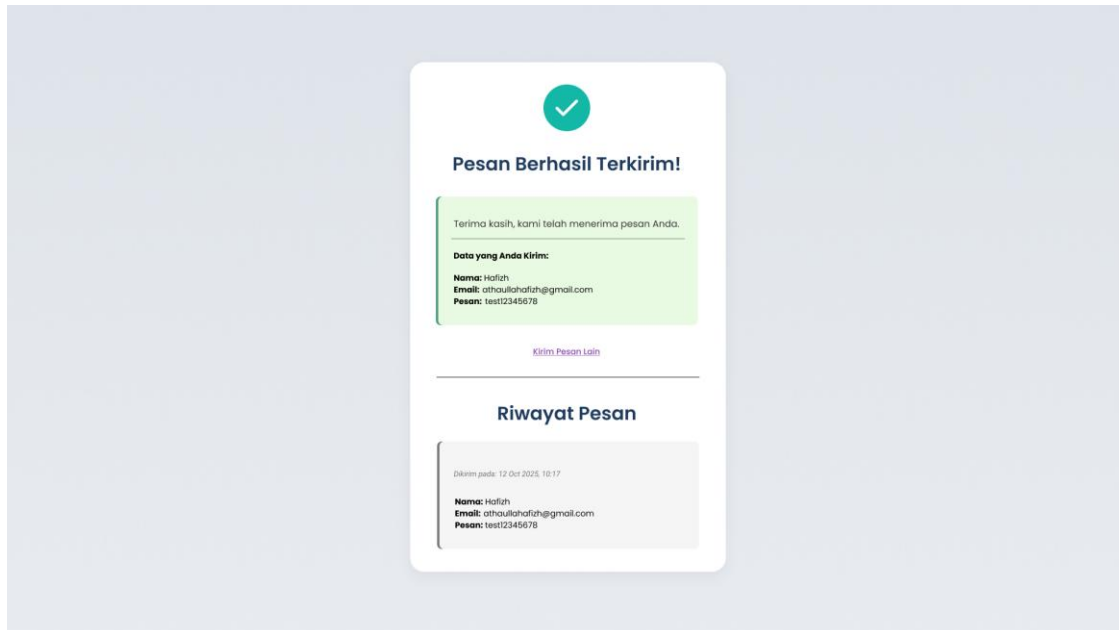 Pesan Berhasil Terkirim!
Terima kasih, kami telah menerima pesan Anda.
Data yang Anda Kirim:
Nama: Hafizh
Email: athaullahafizh@gmail.com
Pesan: test12345678
Kirim Pesan Lain
Riwayat Pesan
Dikirim pada: 12 Oct 2025, 10:17
Nama: Hafizh
Email: athaullahafizh@gmail.com
Pesan: test12345678